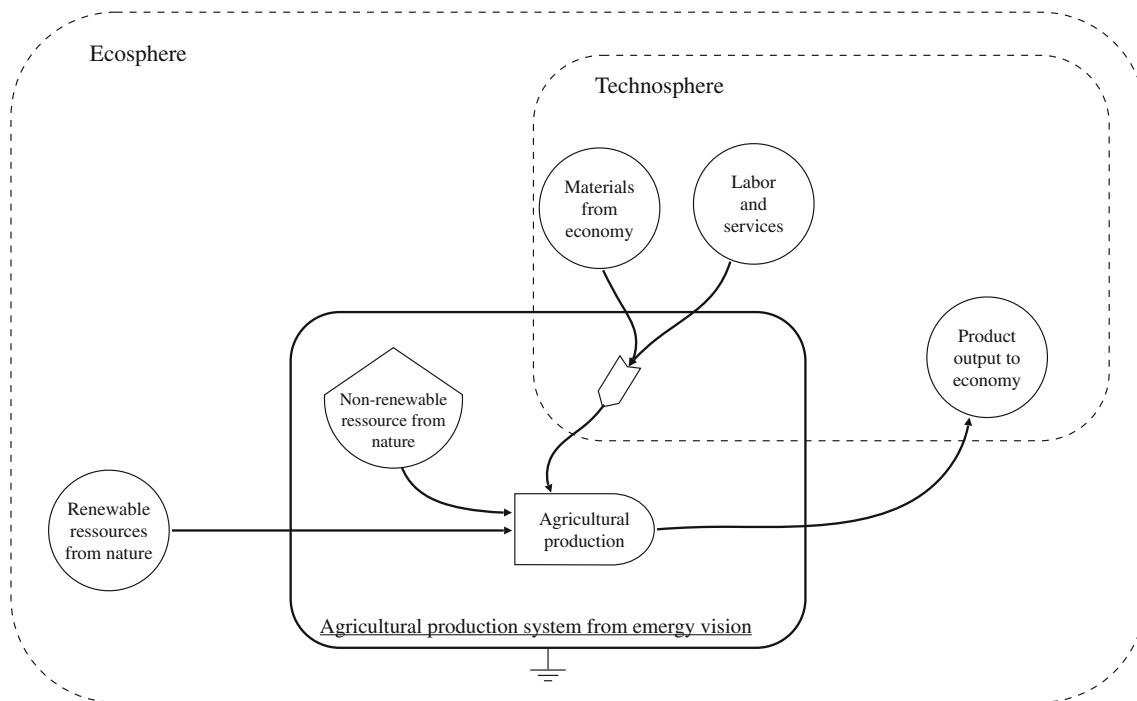 Ecosphere
Technosphere
Materials
from
economy
Labor
and
services
Product
output to
economy
Non-renewable
ressource from
nature
Renewable
ressources
from nature
Agricultural
production
Agricultural production system from emergy vision